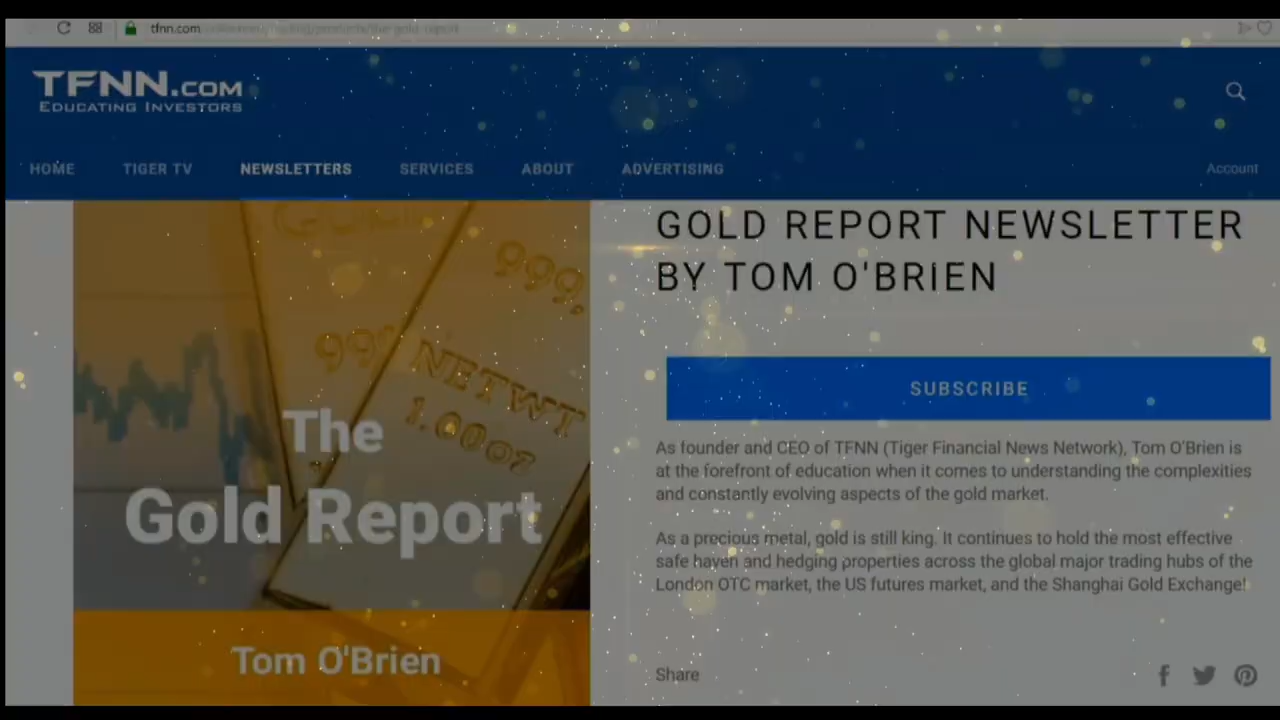 tfnn.com
TFNN.COM
EDUCATING INVESTORS
HOME TIGER TV NEWSLETTERS SERVICES ABOUT ADVERTISING Account
GOLD REPORT NEWSLETTER
BY TOM O'BRIEN
999,
NET WT
1.00oz
The
Gold Report
Tom O'Brien
SUBSCRIBE
As founder and CEO of TFNN (Tiger Financial News Network), Tom O'Brien is
at the forefront of education when it comes to understanding the complexities
and constantly evolving aspects of the gold market.
As a precious metal, gold is still king. It continues to hold the most effective
safe haven and hedging properties across the global major trading hubs of the
London OTC market, the US futures market, and the Shanghai Gold Exchange!
Share